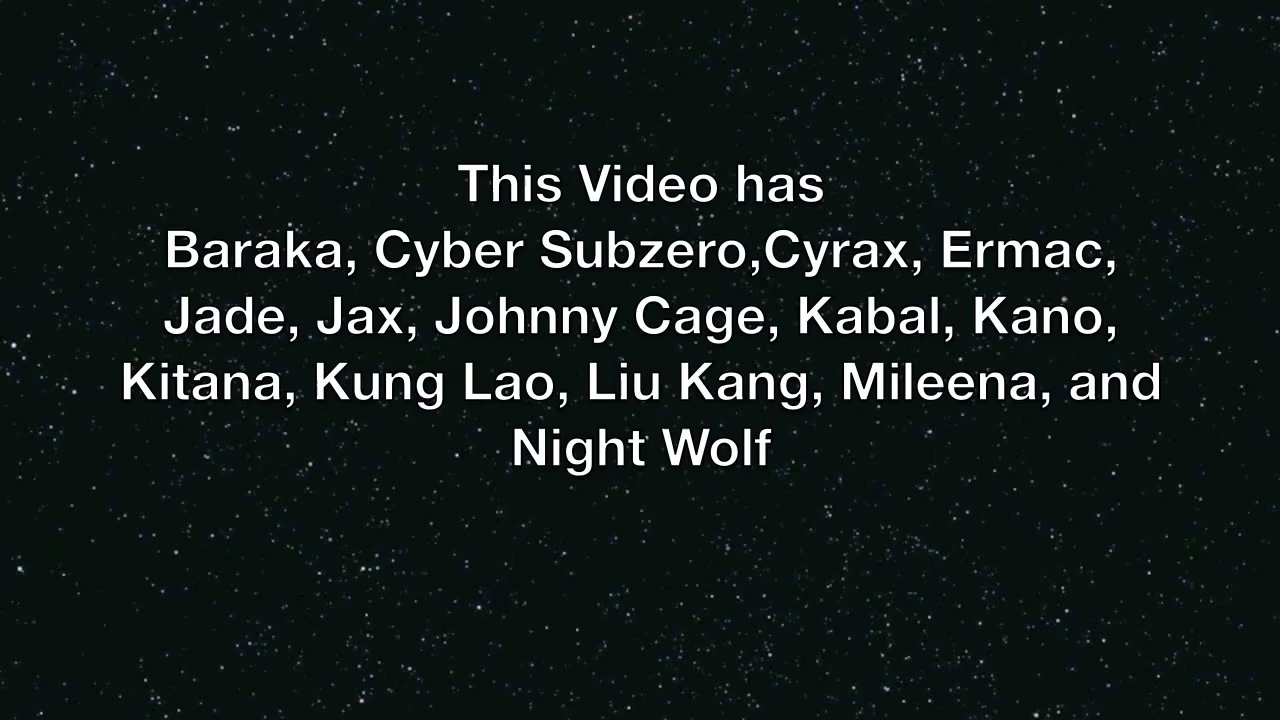 This Video has
Baraka, Cyber Subzero,Cyrax, Ermac,
Jade, Jax, Johnny Cage, Kabal, Kano,
Kitana, Kung Lao, Liu Kang, Mileena, and
Night Wolf